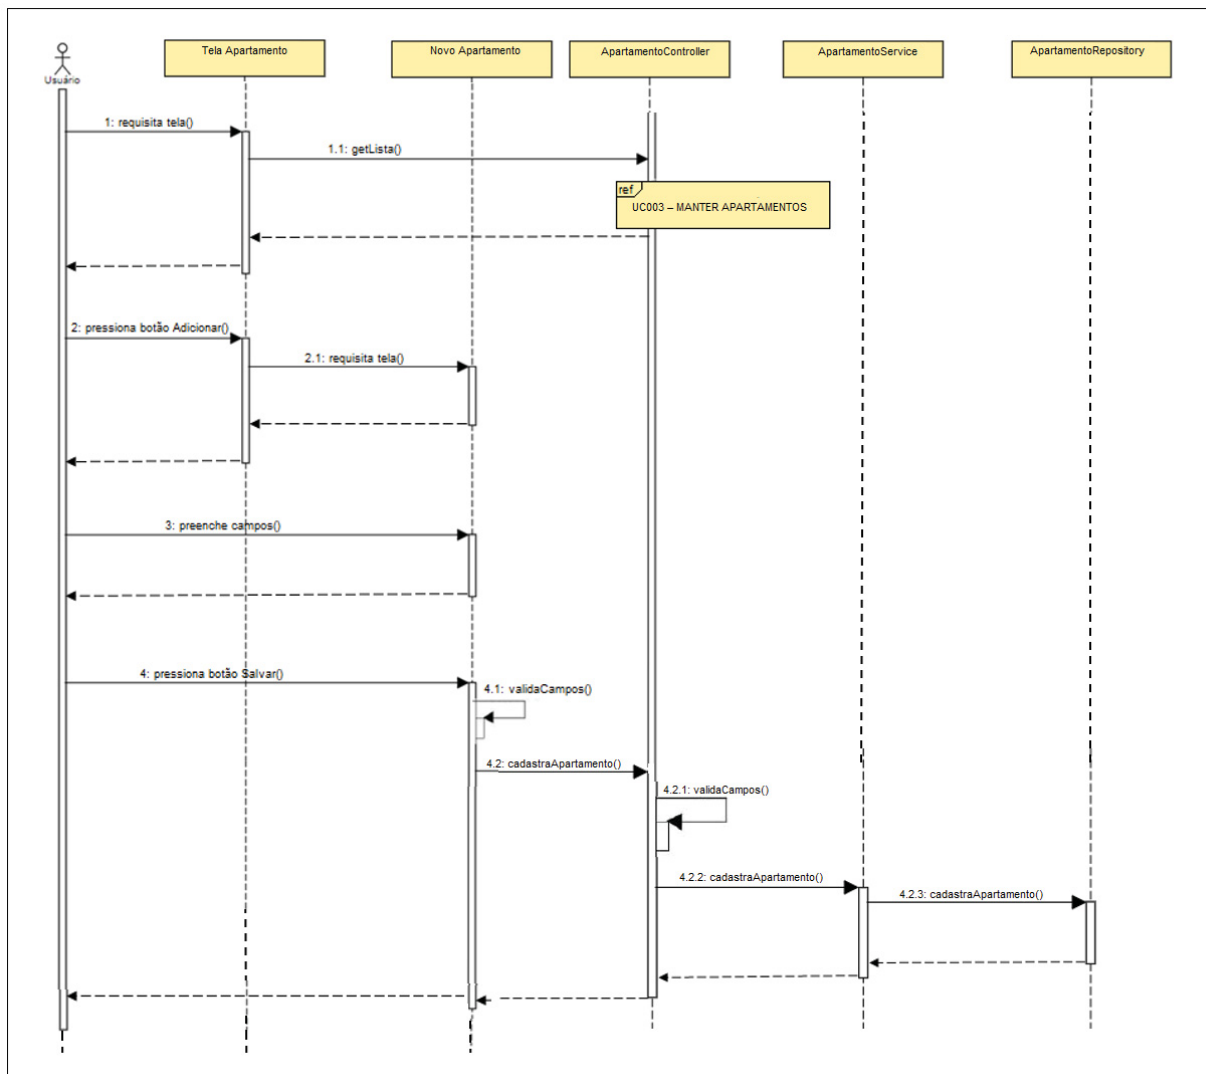 Usuário
Tela Apartamento
Novo Apartamento
ApartamentoController
ApartamentoService
ApartamentoRepository
1: requisita tela()
1.1: getLista()
ref
UC003 – MANTER APARTAMENTOS
2: pressiona botão Adicionar()
2.1: requisita tela()
3: preenche campos()
4: pressiona botão Salvar()
4.1: validaCampos()
4.2: cadastraApartamento()
4.2.1: validaCampos()
4.2.2: cadastraApartamento()
4.2.3: cadastraApartamento()